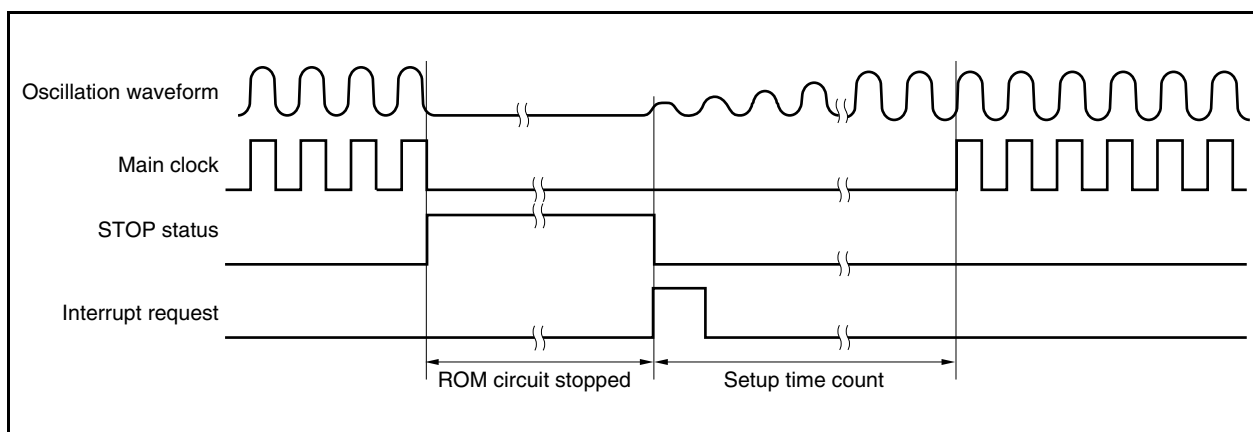 Oscillation waveform
Main clock
STOP status
Interrupt request
ROM circuit stopped
Setup time count